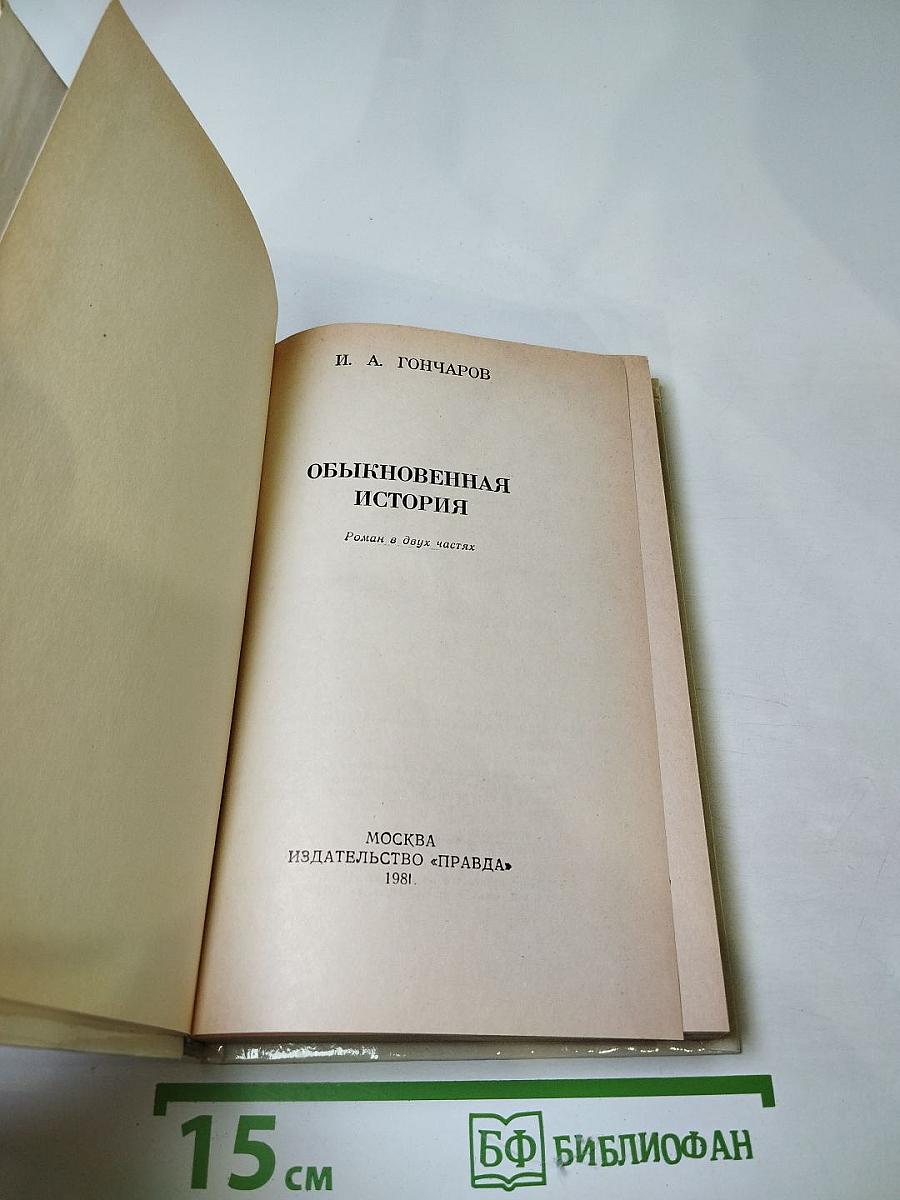 И. А. ГОНЧАРОВ
ОБЫКНОВЕННАЯ
ИСТОРИЯ
Роман в двух частях
МОСКВА
ИЗДАТЕЛЬСТВО «ПРАВДА»
1981
15 см
БФ БИБЛИОФАН